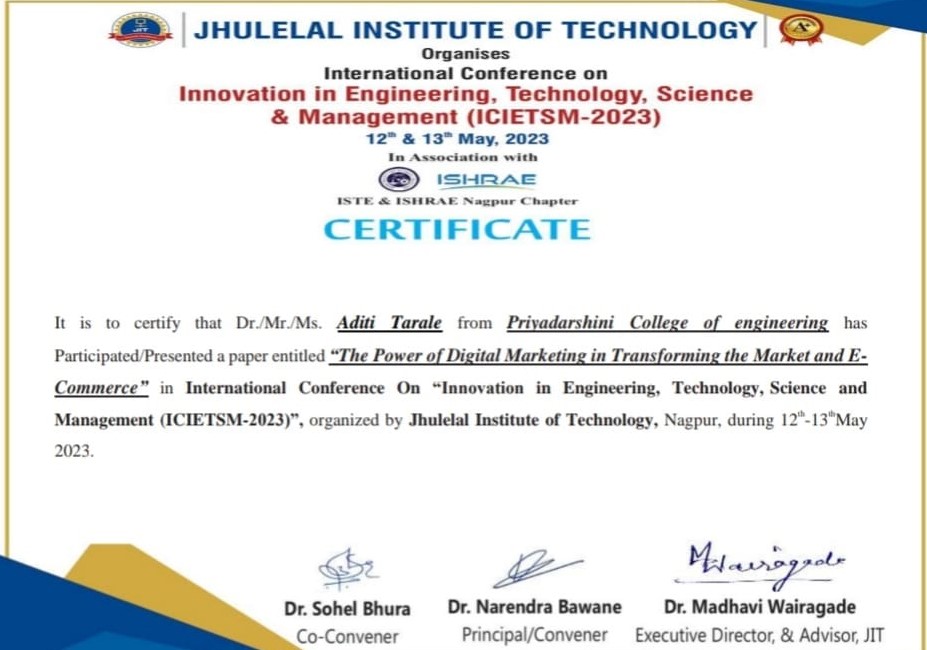 JIT
JHULELAL INSTITUTE OF TECHNOLOGY
A+
Organises
International Conference on
Innovation in Engineering, Technology, Science
& Management (ICIETSM-2023)
12th & 13th May, 2023
In Association with
ISHRAE
ISTE & ISHRAE Nagpur Chapter
CERTIFICATE
It is to certify that Dr./Mr./Ms. Aditi Tarale from Priyadarshini College of engineering has
Participated/Presented a paper entitled “The Power of Digital Marketing in Transforming the Market and E-
Commerce” in International Conference On “Innovation in Engineering, Technology, Science and
Management (ICIETSM-2023)”, organized by Jhulelal Institute of Technology, Nagpur, during 12th-13thMay
2023.
MWairagade
Dr. Sohel Bhura
Dr. Narendra Bawane
Dr. Madhavi Wairagade
Co-Convener
Principal/Convener
Executive Director, & Advisor, JIT